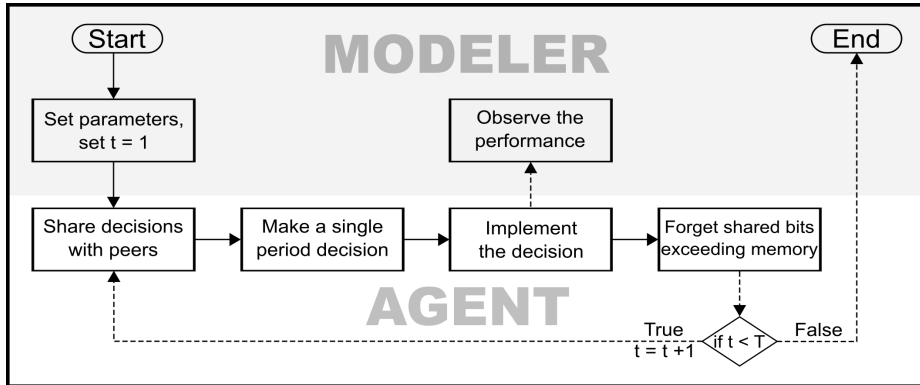 Start
MODELER
End
Set parameters,
set t = 1
Observe the
performance
Share decisions
with peers
Make a single
period decision
Implement
the decision
Forget shared bits
exceeding memory
AGENT
True
t = t +1
if t < T
False